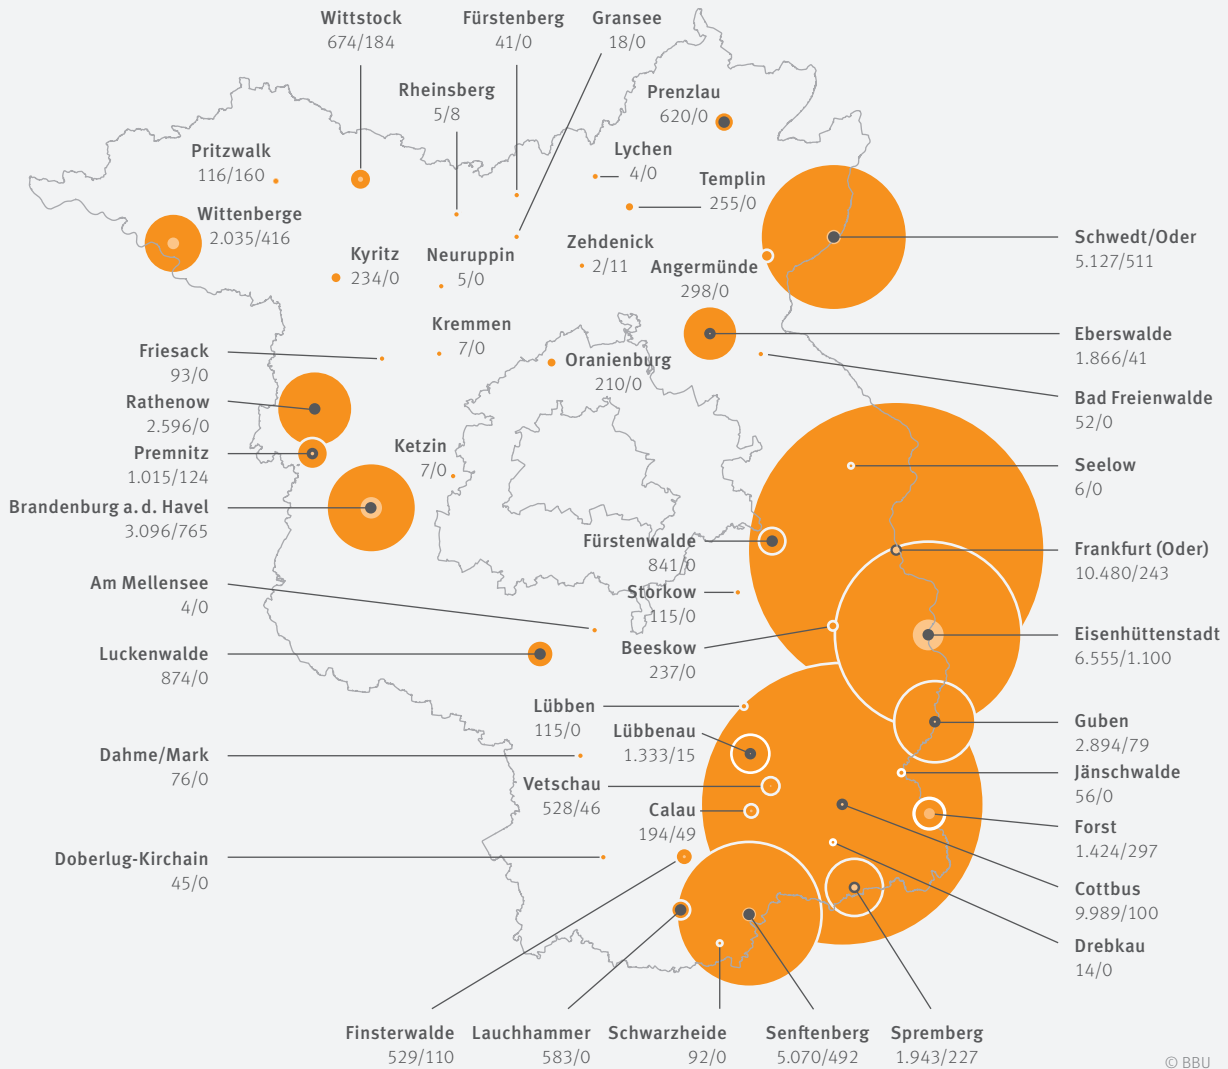 Wittstock
674/184
Fürstenberg
41/0
Gransee
18/0
Rheinsberg
5/8
Prenzlau
620/0
Pritzwalk
116/160
Lychen
4/0
Templin
255/0
Wittenberge
2.035/416
Kyritz
234/0
Neuruppin
5/0
Zehdenick
2/11
Angermünde
298/0
Schwedt/Oder
5.127/511
Kremmen
7/0
Eberswalde
1.866/41
Friesack
93/0
Oranienburg
210/0
Bad Freienwalde
52/0
Rathenow
2.596/0
Premnitz
1.015/124
Ketzin
7/0
Seelow
6/0
Brandenburg a. d. Havel
3.096/765
Fürstenwalde
841/0
Frankfurt (Oder)
10.480/243
Am Mellensee
4/0
Storkow
115/0
Luckenwalde
874/0
Beeskow
237/0
Eisenhüttenstadt
6.555/1.100
Lübben
115/0
Lübbenau
1.333/15
Guben
2.894/79
Dahme/Mark
76/0
Vetschau
528/46
Jänschwalde
56/0
Calau
194/49
Forst
1.424/297
Doberlug-Kirchain
45/0
Cottbus
9.989/100
Drebkau
14/0
Finsterwalde
529/110
Lauchhammer
583/0
Schwarzheide
92/0
Senftenberg
5.070/492
Spremberg
1.943/227
© BBU